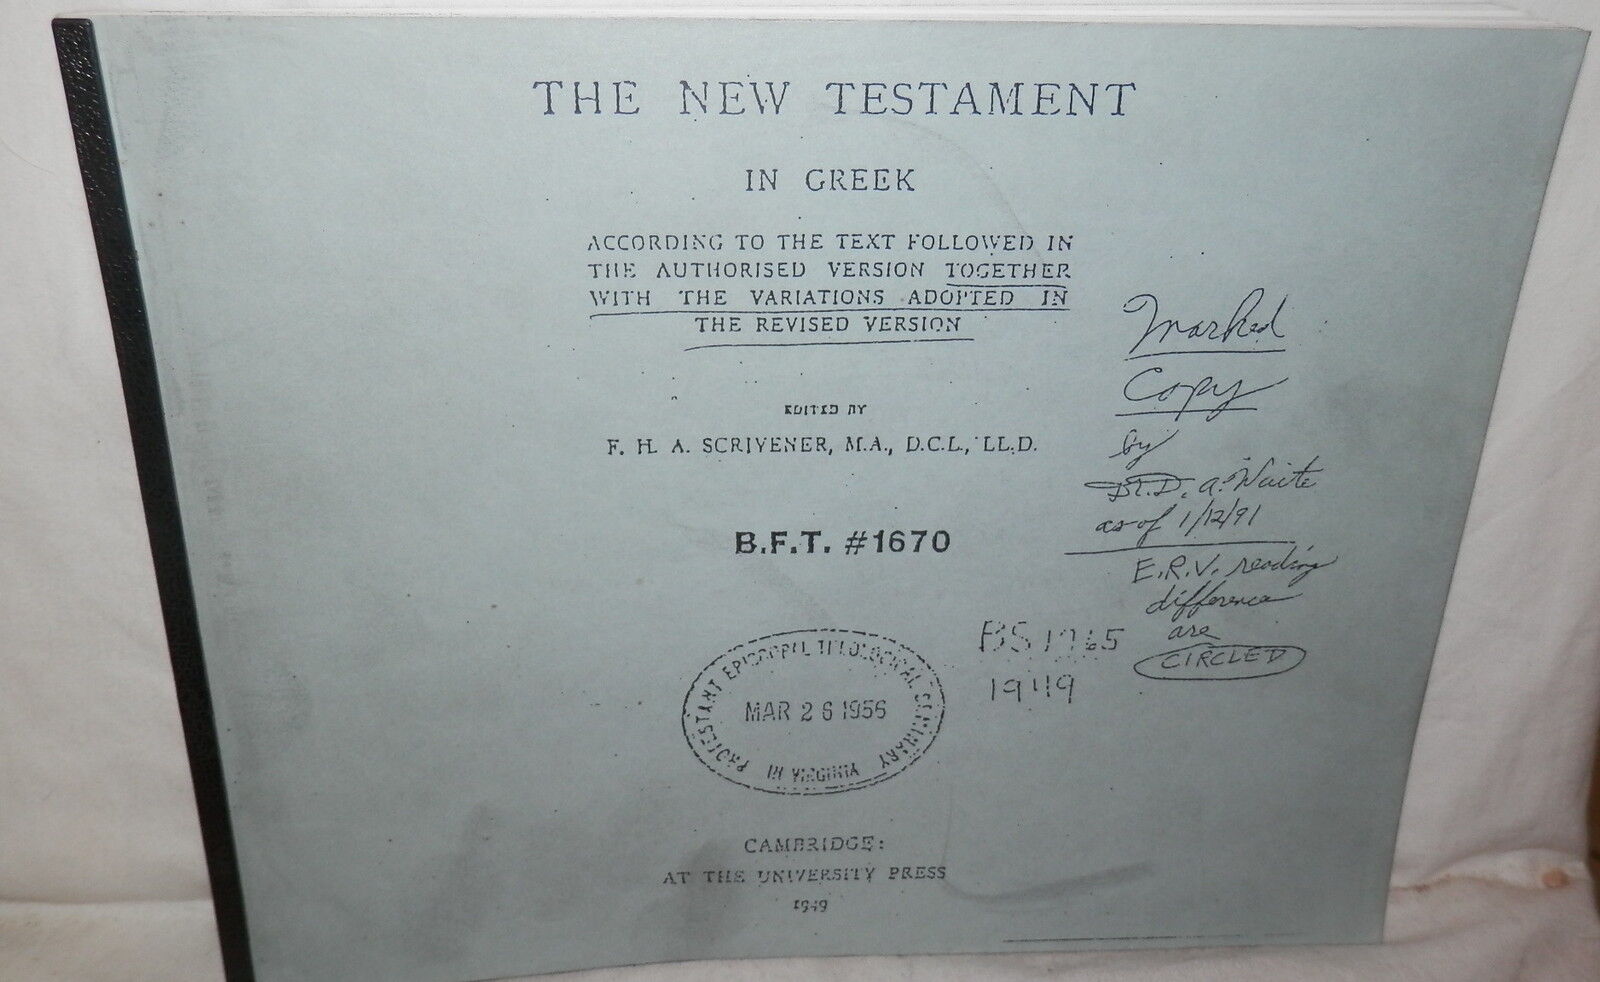 THE NEW TESTAMENT
IN GREEK
ACCORDING TO THE TEXT FOLLOWED IN
THE AUTHORISED VERSION TOGETHER
WITH THE VARIATIONS ADOPTED IN
THE REVISED VERSION
EDITED BY
F. H. A. SCRIVENER, M.A., D.C.L., LL.D.
B.F.T. #1670
Marked
Copy
by
D. A. Waite
as of 1/12/91
E.R.V. reading
difference
are
CIRCLED
BS1965
1949
PROTESTANT EPISCOPAL THEOLOGICAL SEMINARY
MAR 26 1956
IN VIRGINIA
CAMBRIDGE:
AT THE UNIVERSITY PRESS
1949